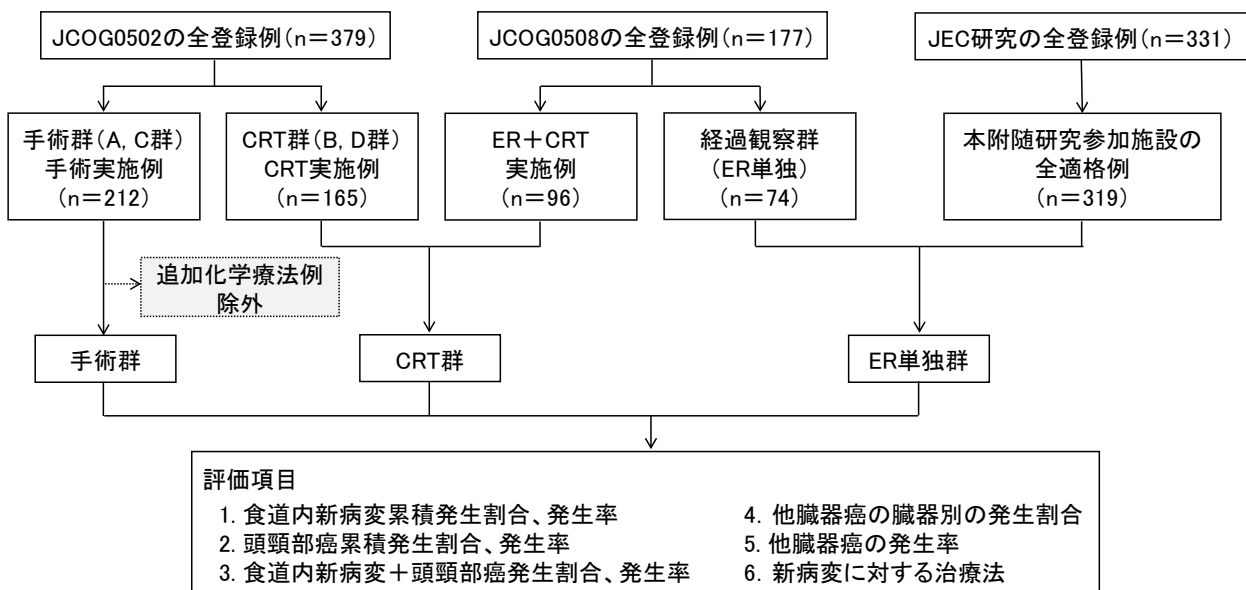 JCOG0502の全登録例(n=379)
JCOG0508の全登録例(n=177)
JEC研究の全登録例(n=331)
手術群(A, C群)
手術実施例
(n=212)
CRT群(B, D群)
CRT実施例
(n=165)
ER+CRT
実施例
(n=96)
経過観察群
(ER単独)
(n=74)
本附随研究参加施設の
全適格例
(n=319)
追加化学療法例
除外
手術群
CRT群
ER単独群
評価項目
1. 食道内新病変累積発生割合、発生率
2. 頭頸部癌累積発生割合、発生率
3. 食道内新病変+頭頸部癌発生割合、発生率
4. 他臓器癌の臓器別の発生割合
5. 他臓器癌の発生率
6. 新病変に対する治療法